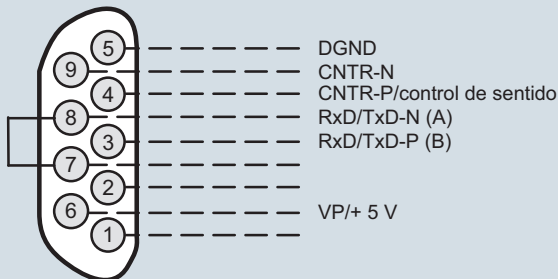 5 DGND
9 CNTR-N
4 CNTR-P/control de sentido
8 RxD/TxD-N (A)
3 RxD/TxD-P (B)
7
2
6 VP/+ 5 V
1